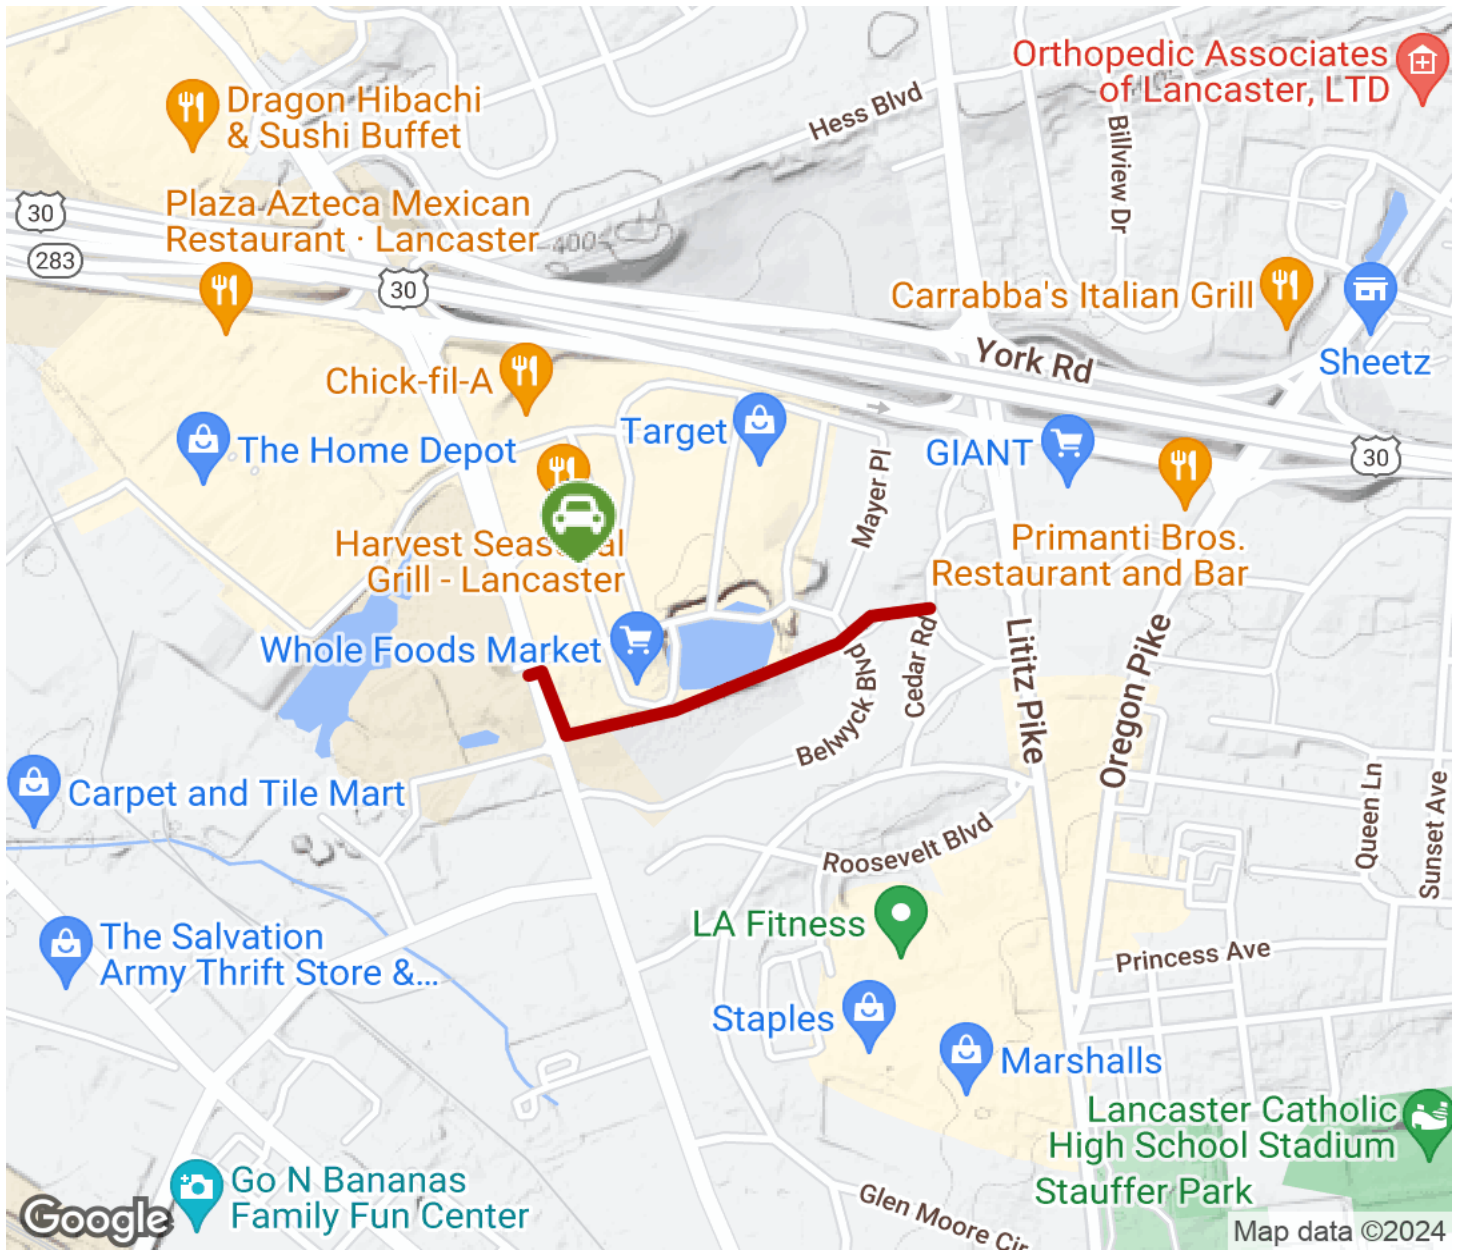 Orthopedic Associates
of Lancaster, LTD
Dragon Hibachi
& Sushi Buffet
Hess Blvd
Billview Dr
Plaza Azteca Mexican
Restaurant · Lancaster
30
400
283
30
Carrabba's Italian Grill
York Rd
Sheetz
Chick-fil-A
Target
The Home Depot
GIANT
30
Mayer Pl
Harvest Seas al
Grill - Lancaster
Primanti Bros.
Restaurant and Bar
Whole Foods Market
Cedar Rd
Belwyck Blvd
Lititz Pike
Oregon Pike
Carpet and Tile Mart
Queen Ln
Sunset Ave
Roosevelt Blvd
LA Fitness
The Salvation
Army Thrift Store &...
Princess Ave
Staples
Marshalls
Lancaster Catholic
High School Stadium
Stauffer Park
Go N Bananas
Family Fun Center
Glen Moore Cir
Google
Map data ©2024